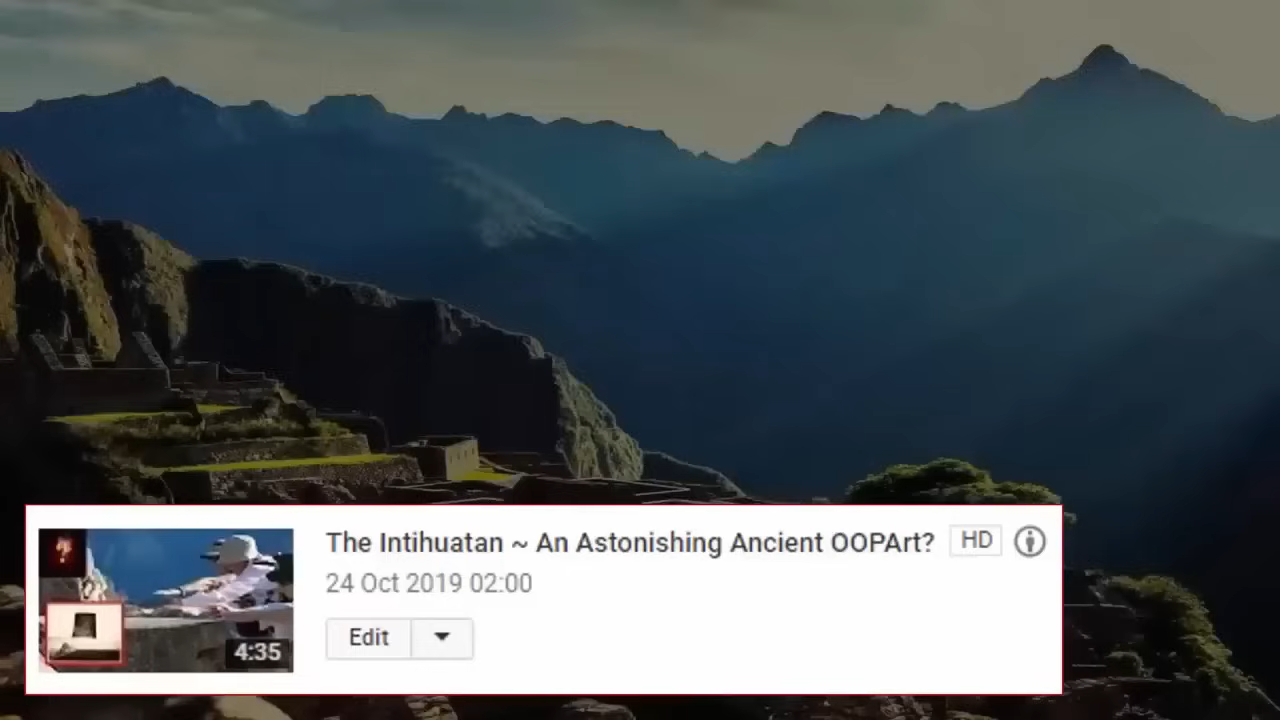 The Intihuatan ~ An Astonishing Ancient OOPArt?
HD
24 Oct 2019 02:00
Edit
?
4:35